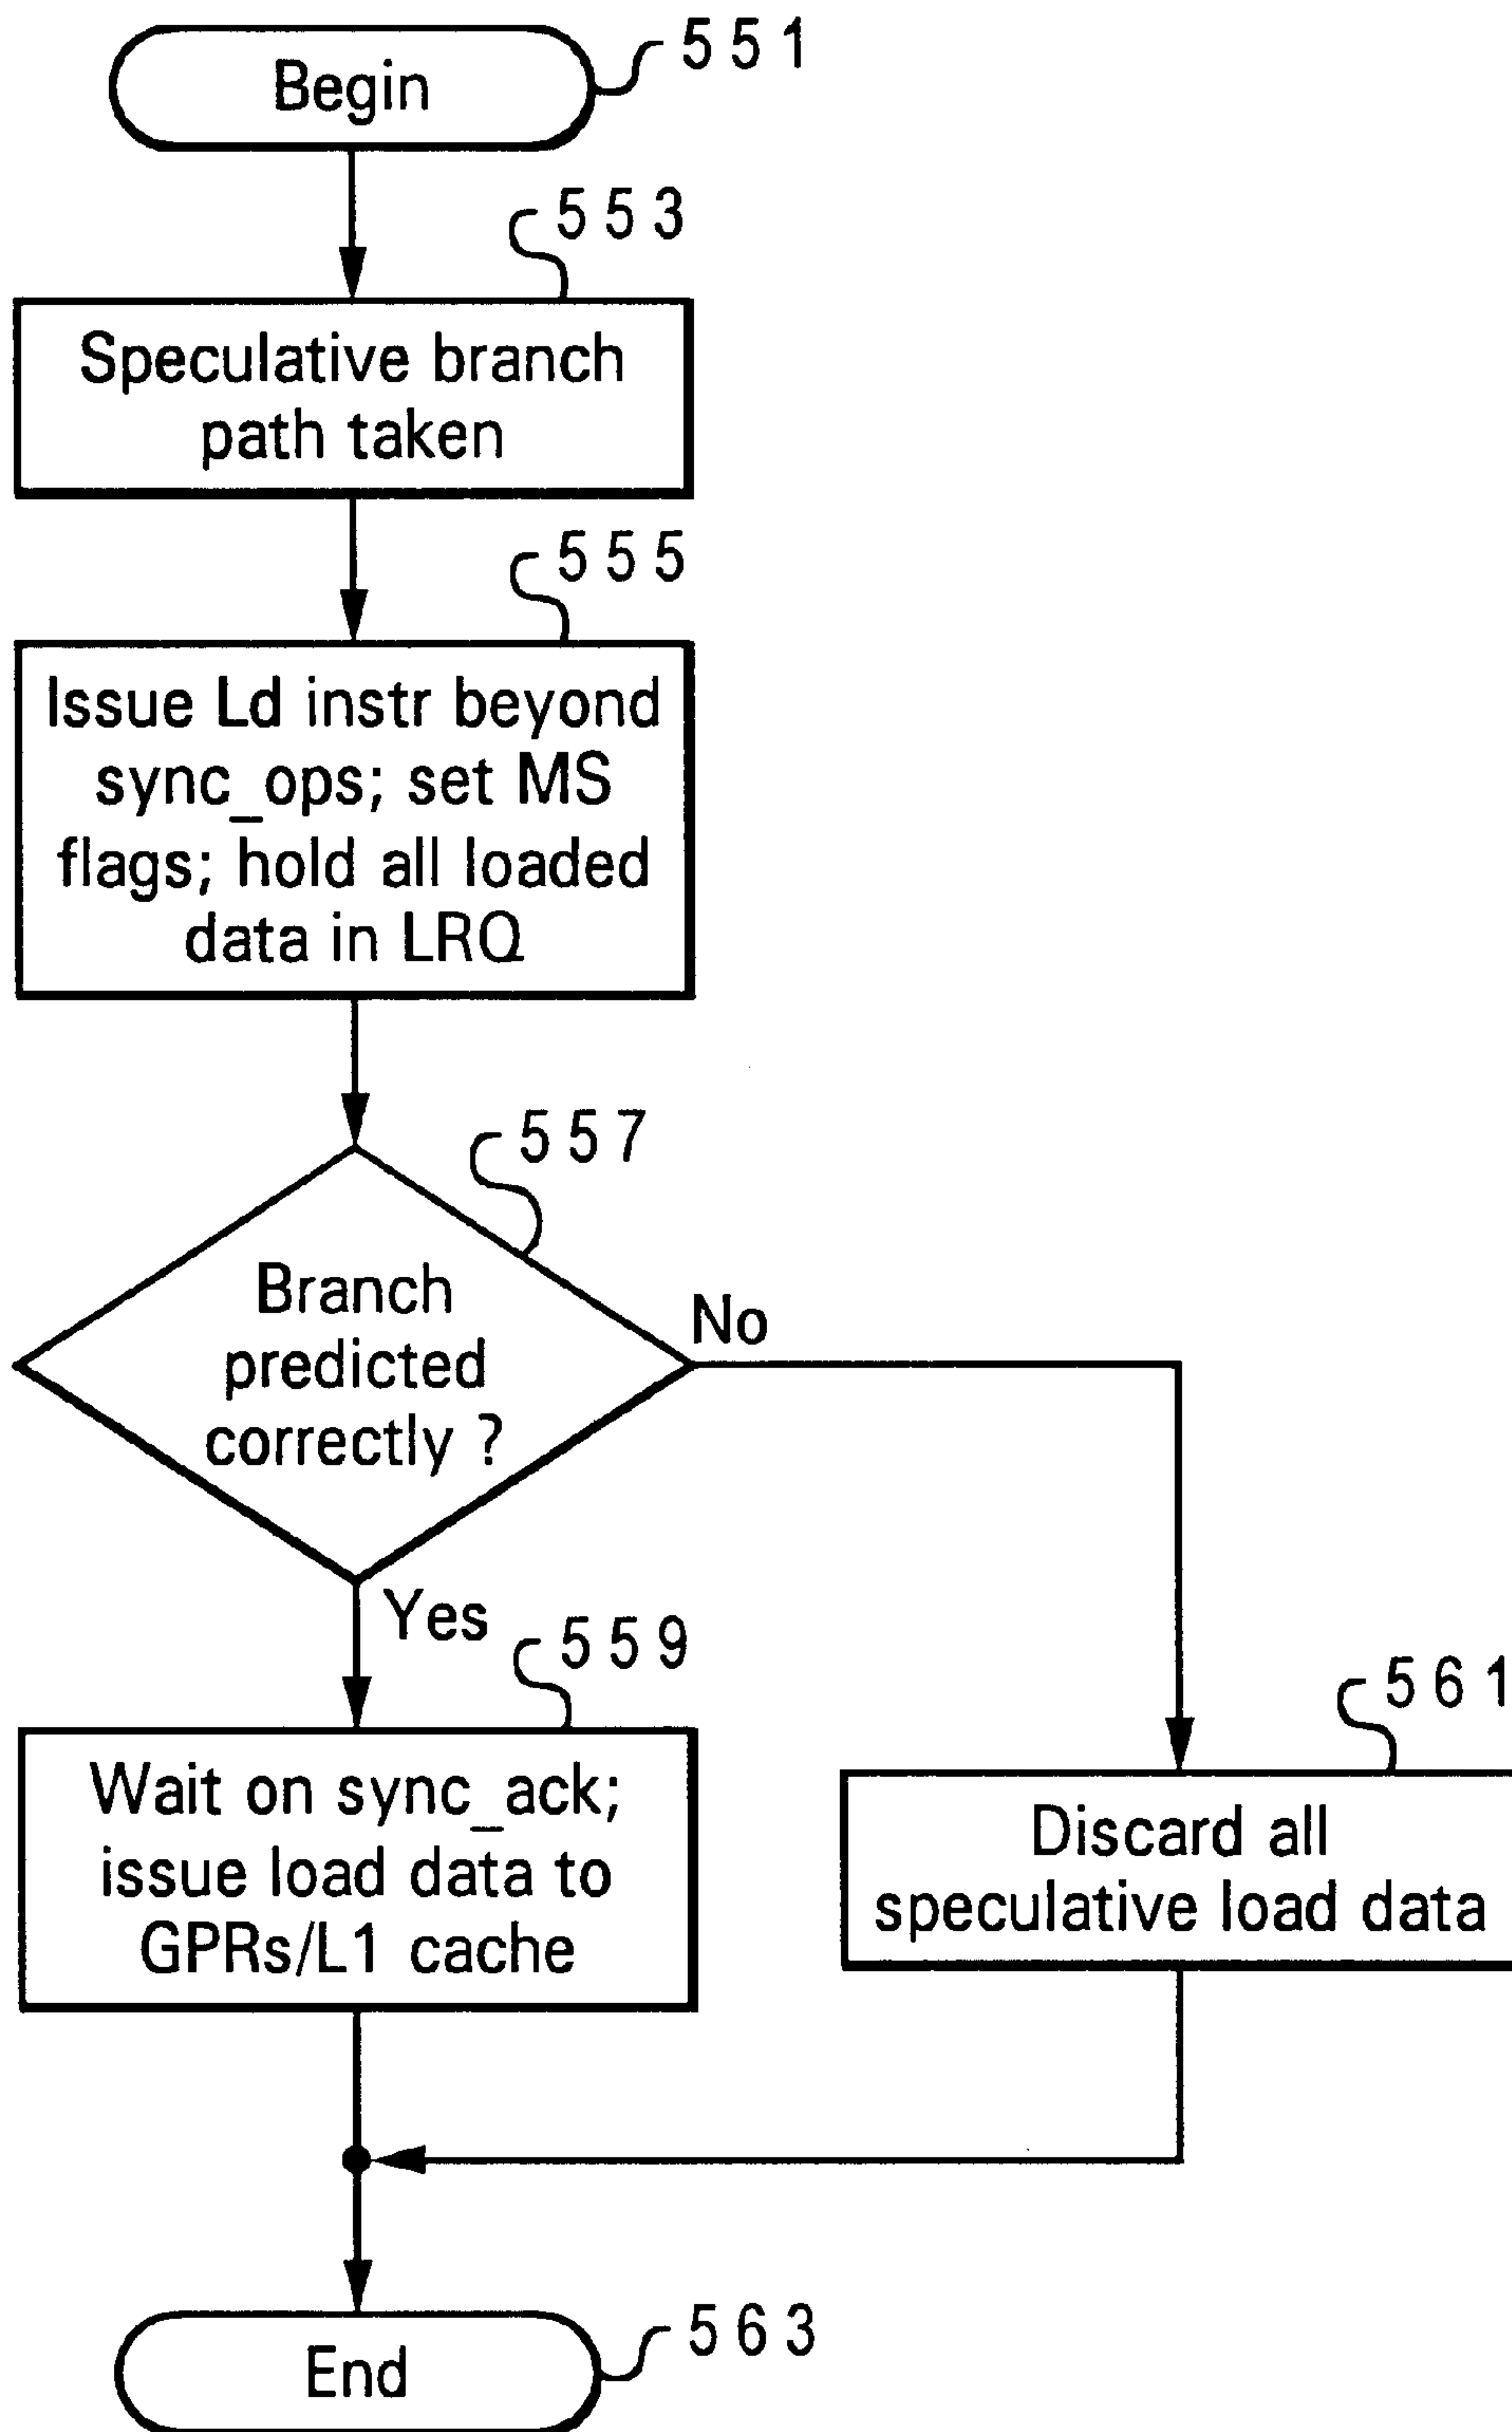 Begin
551
553
Speculative branch
path taken
555
Issue Ld instr beyond
sync_ops; set MS
flags; hold all loaded
data in LRQ
557
Branch
predicted
correctly ?
No
Yes
559
Wait on sync_ack;
issue load data to
GPRs/L1 cache
561
Discard all
speculative load data
End
563